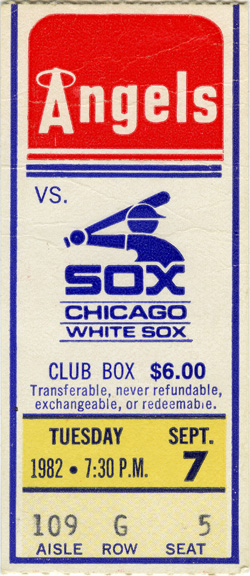 Angels
VS.
SOX
CHICAGO
WHITE SOX
CLUB BOX $6.00
Transferable, never refundable,
exchangeable, or redeemable.
TUESDAY SEPT.
1982 • 7:30 P.M. 7
109 G 5
AISLE ROW SEAT